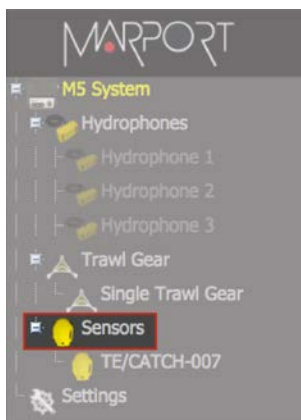 MARPORT
M5 System
Hydrophones
Hydrophone 1
Hydrophone 2
Hydrophone 3
Trawl Gear
Single Trawl Gear
Sensors
TE/CATCH-007
Settings